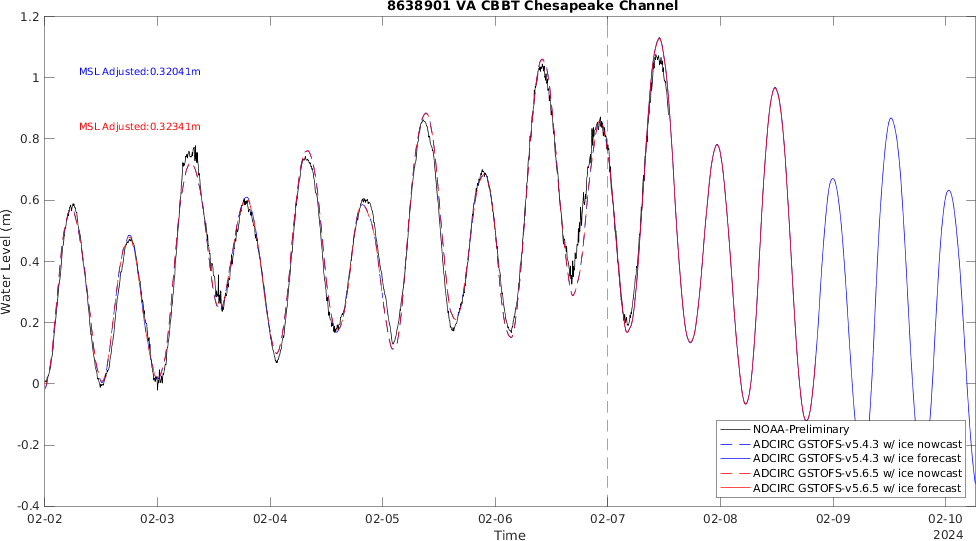 8638901 VA CBBT Chesapeake Channel
1.2
1
0.8
0.6
0.4
0.2
0
-0.2
-0.4
Water Level (m)
MSL Adjusted:0.32041m
MSL Adjusted:0.32341m
NOAA-Preliminary
ADCIRC GSTOFS-v5.4.3 w/ ice nowcast
ADCIRC GSTOFS-v5.4.3 w/ ice forecast
ADCIRC GSTOFS-v5.6.5 w/ ice nowcast
ADCIRC GSTOFS-v5.6.5 w/ ice forecast
02-02 02-03 02-04 02-05 02-06 02-07 02-08 02-09 02-10
Time
2024